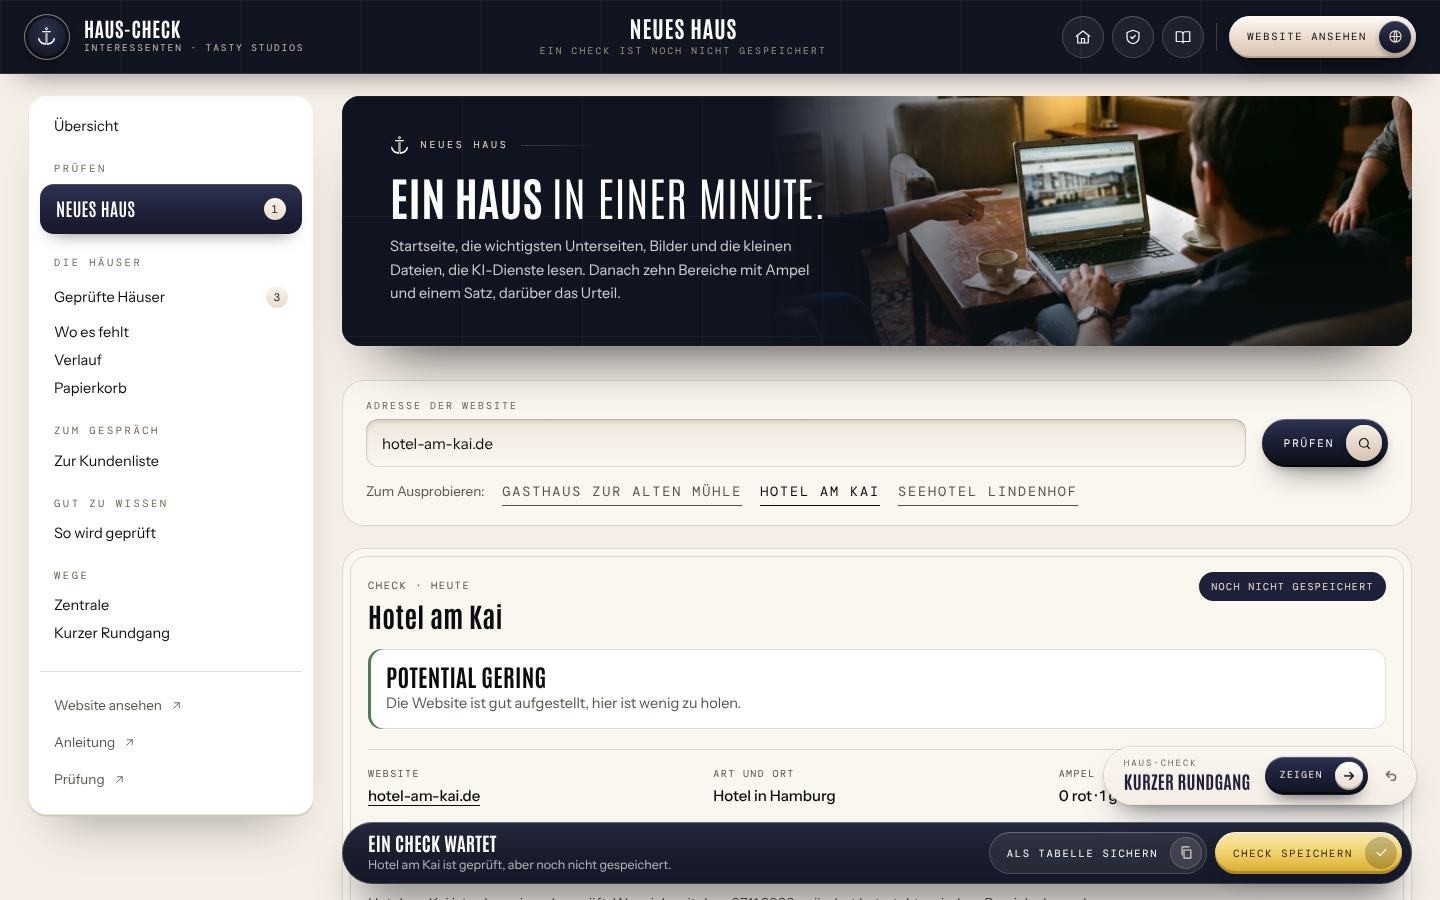 HAUS-CHECK
INTERESSENTEN · TASTY STUDIOS
NEUES HAUS
EIN CHECK IST NOCH NICHT GESPEICHERT
WEBSITE ANSEHEN
Übersicht
PRÜFEN
NEUES HAUS
1
DIE HÄUSER
Geprüfte Häuser
3
Wo es fehlt
Verlauf
Papierkorb
ZUM GESPRÄCH
Zur Kundenliste
GUT ZU WISSEN
So wird geprüft
WEGE
Zentrale
Kurzer Rundgang
Website ansehen
Anleitung
Prüfung
NEUES HAUS
EIN HAUS IN EINER MINUTE.
Startseite, die wichtigsten Unterseiten, Bilder und die kleinen
Dateien, die KI-Dienste lesen. Danach zehn Bereiche mit Ampel
und einem Satz, darüber das Urteil.
ADRESSE DER WEBSITE
hotel-am-kai.de
PRÜFEN
Zum Ausprobieren: GASTHAUS ZUR ALTEN MÜHLE HOTEL AM KAI SEEHOTEL LINDENHOF
CHECK · HEUTE
NOCH NICHT GESPEICHERT
Hotel am Kai
POTENTIAL GERING
Die Website ist gut aufgestellt, hier ist wenig zu holen.
WEBSITE
hotel-am-kai.de
ART UND ORT
Hotel in Hamburg
AMPEL
0 rot · 1 g
HAUS-CHECK
KURZER RUNDGANG
ZEIGEN
EIN CHECK WARTET
Hotel am Kai ist geprüft, aber noch nicht gespeichert.
ALS TABELLE SICHERN
CHECK SPEICHERN